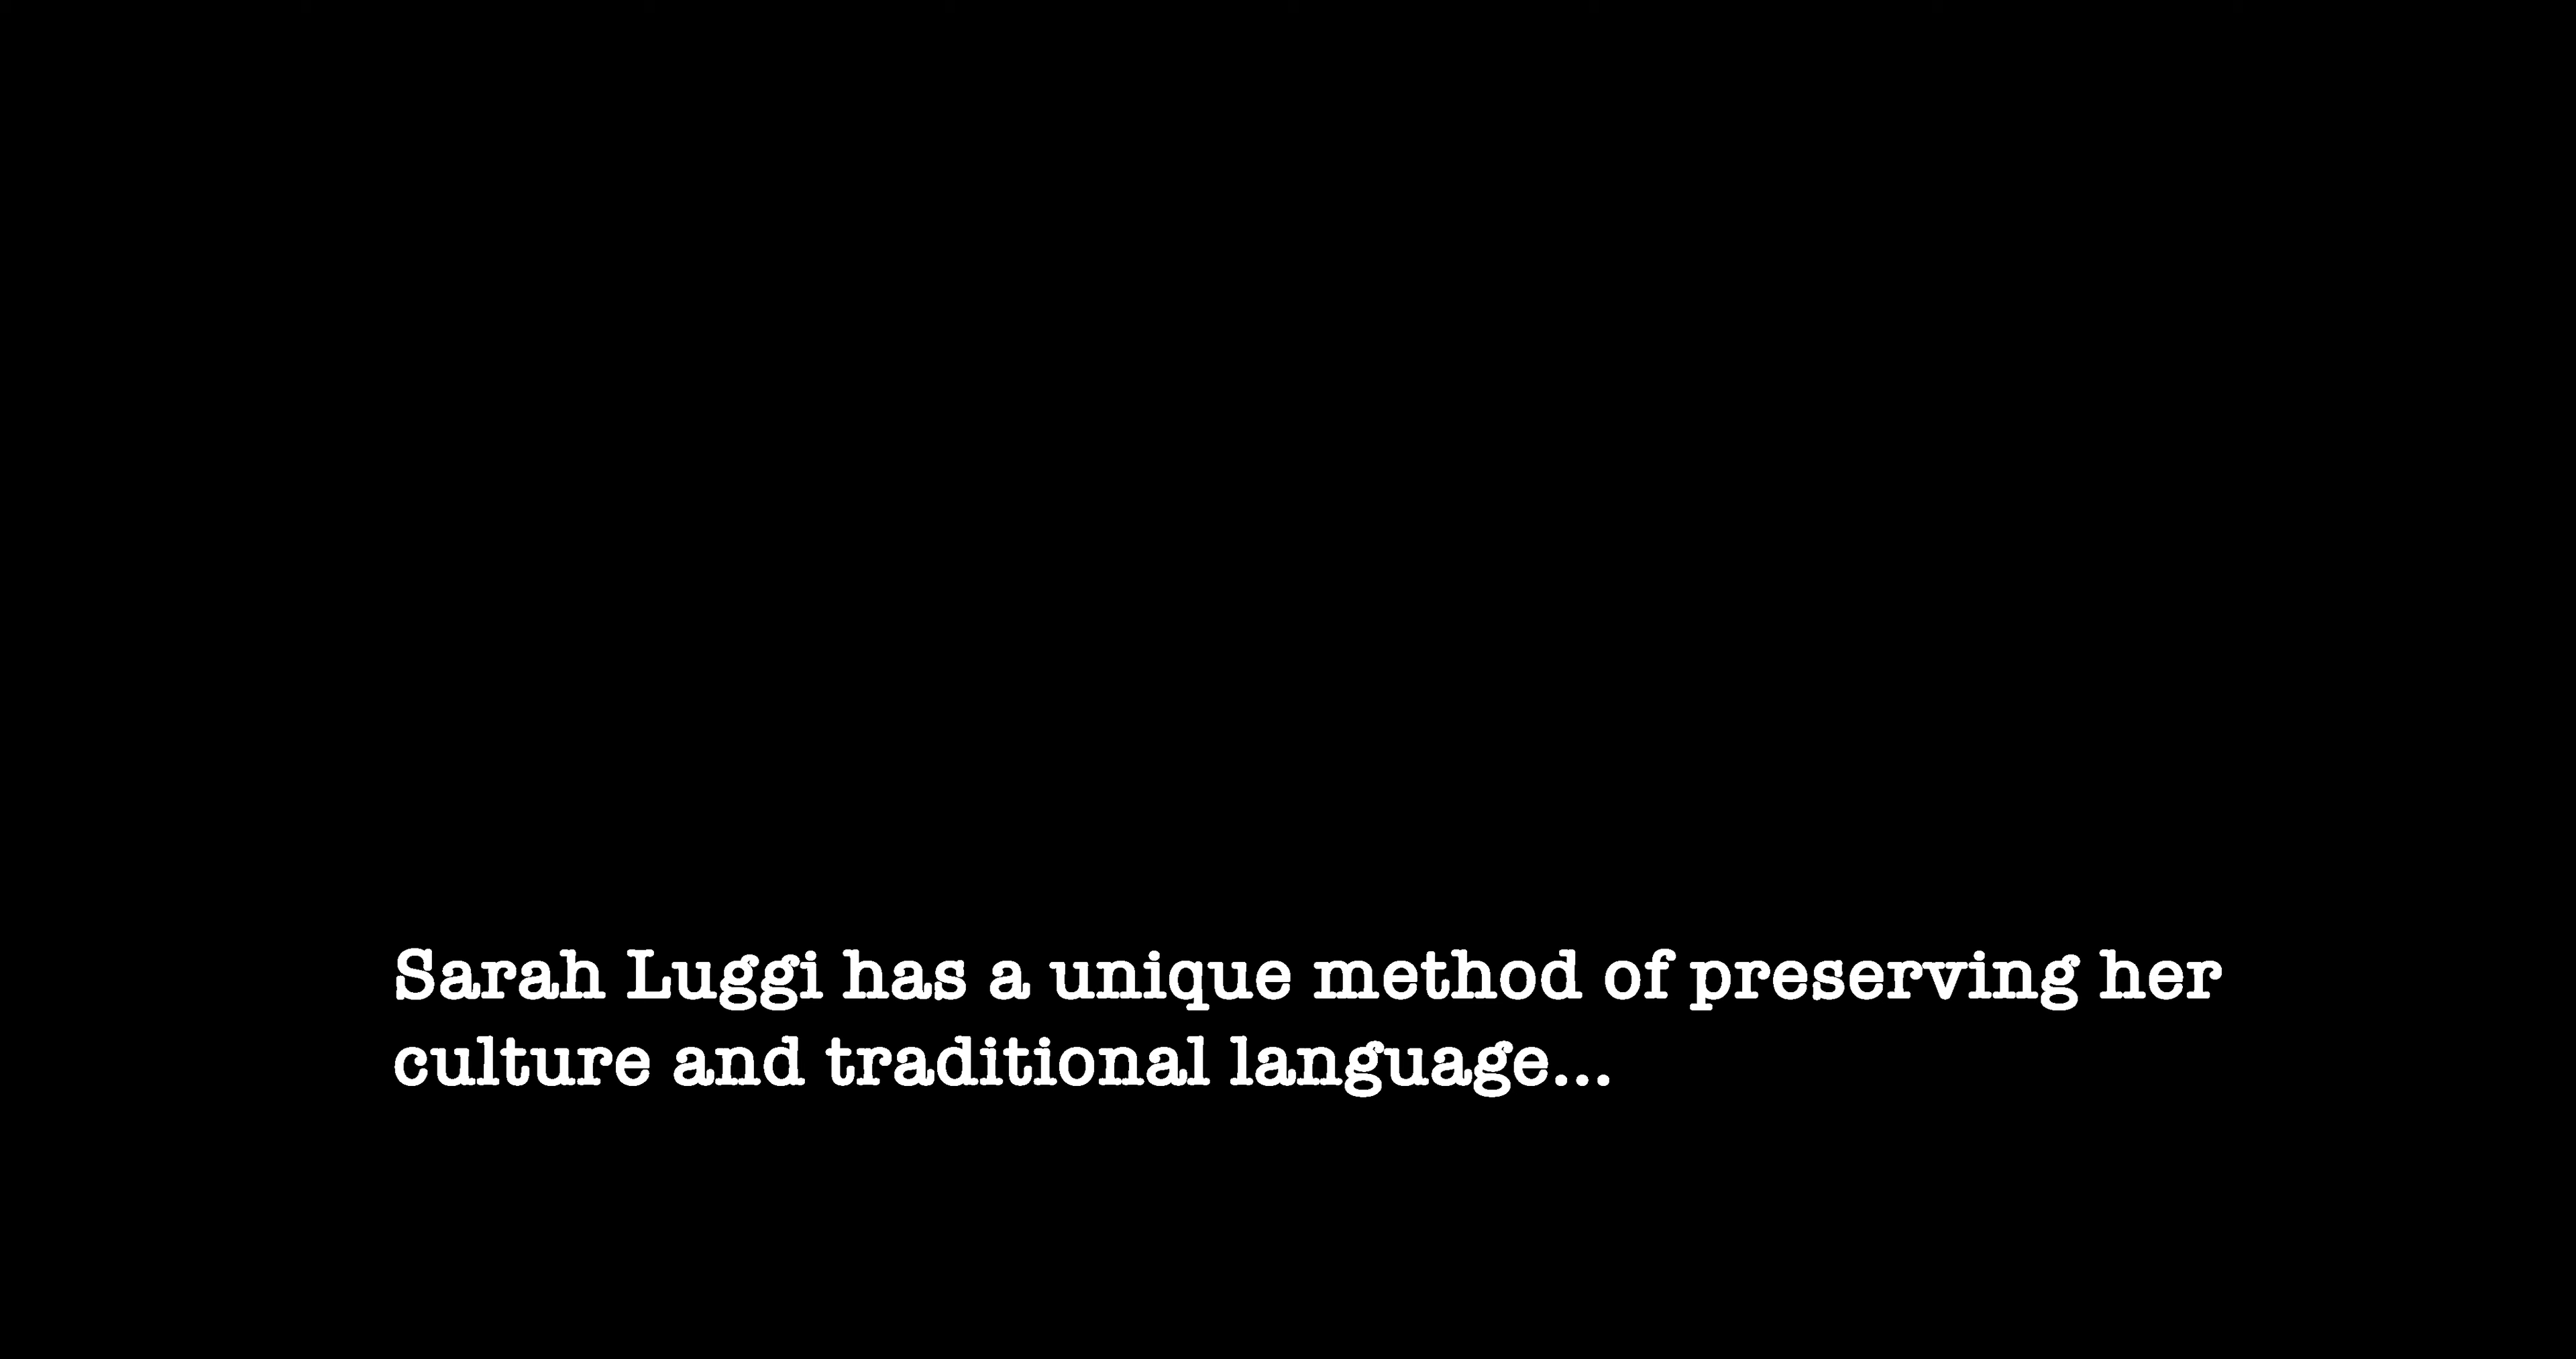 Sarah Luggi has a unique method of preserving her
culture and traditional language...